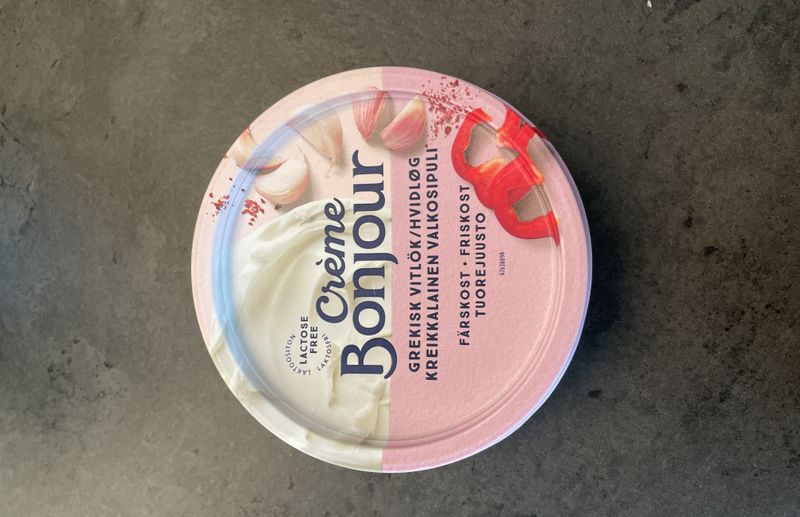 LAKTOOSITON
LACTOSE
FREE
LAKTOSFRI
Crème
Bonjour
GREKISK VITLÖK/HVIDLØG
KREIKKALAINEN VALKOSIPULI
FÄRSKOST • FRISKOST
TUOREJUUSTO